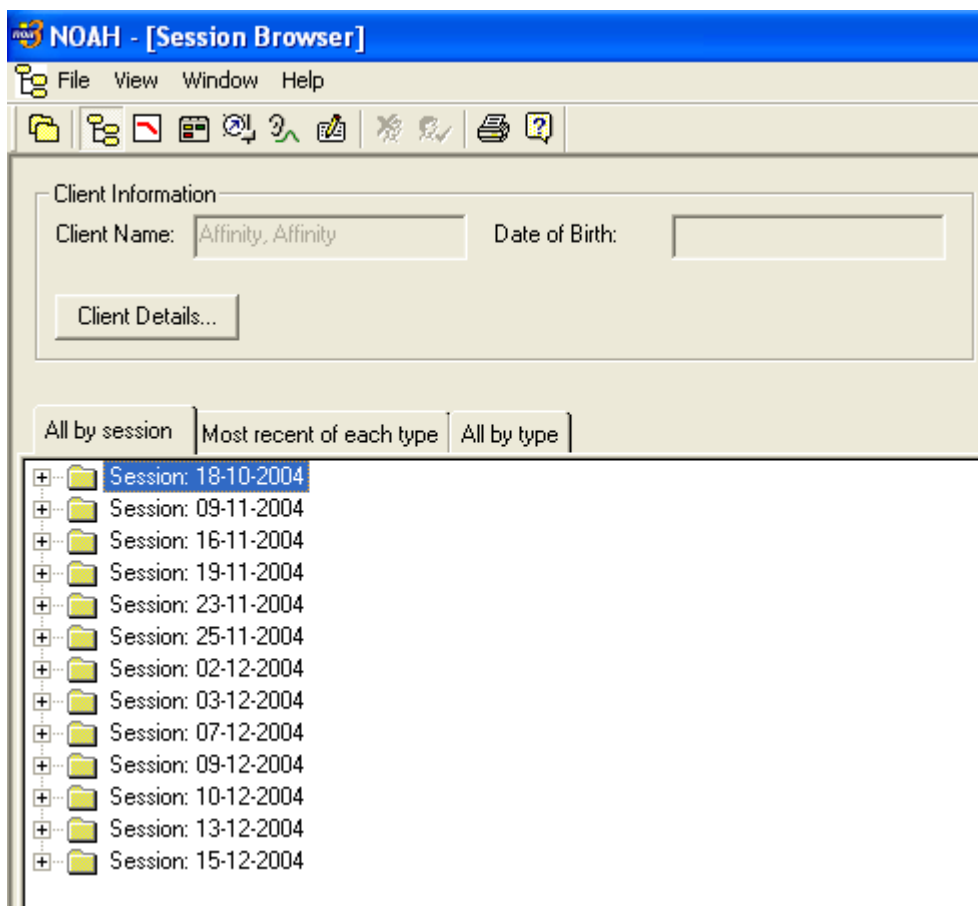 NOAH - [Session Browser]
File View Window Help
Client Information
Client Name: Affinity, Affinity Date of Birth:
Client Details...
All by session Most recent of each type All by type
Session: 18-10-2004
Session: 09-11-2004
Session: 16-11-2004
Session: 19-11-2004
Session: 23-11-2004
Session: 25-11-2004
Session: 02-12-2004
Session: 03-12-2004
Session: 07-12-2004
Session: 09-12-2004
Session: 10-12-2004
Session: 13-12-2004
Session: 15-12-2004